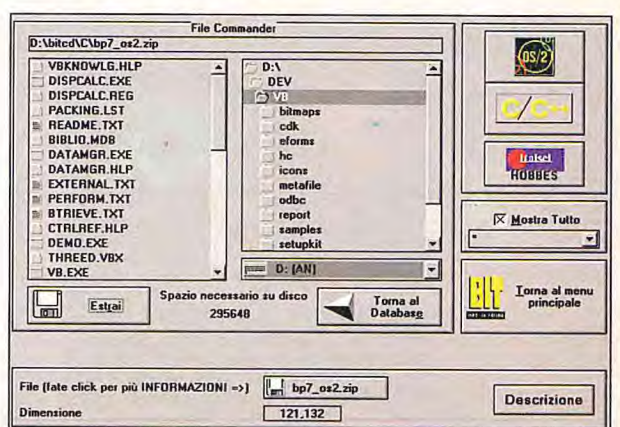 File Commander
D:\bitcd\C\bp7_os2.zip
VBKNOWLG.HLP
DISPCALC.EXE
DISPCALC.REG
PACKING.LST
README.TXT
BIBLIO.MDB
DATAMGR.EXE
DATAMGR.HLP
EXTERNAL.TXT
PERFORM.TXT
BTRIEVE.TXT
CTRLREF.HLP
DEMO.EXE
THREED.VBX
VB.EXE
D:\
DEV
VB
bitmaps
cdk
eforms
hc
icons
metafile
odbc
report
samples
setupkit
D: [AN]
Estrai
Spazio necessario su disco
295648
Torna al
Database
OS/2
C/C++
Italsel
HOBBES
Mostra Tutto
*
BIT
Torna al menu
principale
File (fate click per più INFORMAZIONI =>)
bp7_os2.zip
Dimensione
121,132
Descrizione